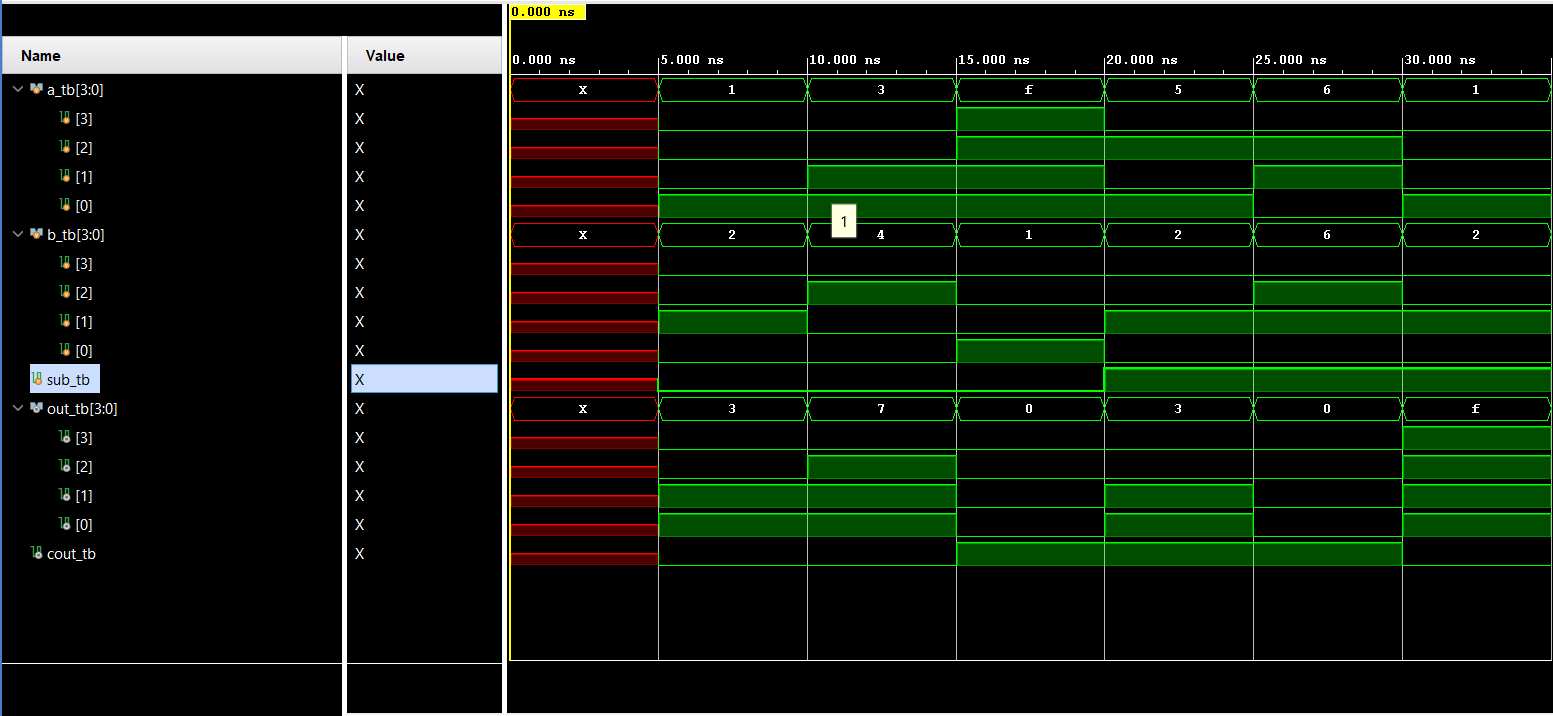 0.000 ns
Name Value
0.000 ns 5.000 ns 10.000 ns 15.000 ns 20.000 ns 25.000 ns 30.000 ns
a_tb[3:0] X X 1 3 f 5 6 1
[3] X
[2] X
[1] X
[0] X
1
b_tb[3:0] X X 2 4 1 2 6 2
[3] X
[2] X
[1] X
[0] X
sub_tb X
out_tb[3:0] X X 3 7 0 3 0 f
[3] X
[2] X
[1] X
[0] X
cout_tb X